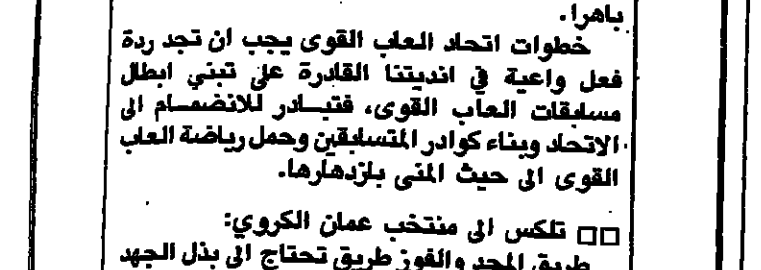 باهرا.
خطوات اتحاد العاب القوى يجب ان تجد ردة
فعل واعية في انديتنا القادرة على تبني ابطال
مسابقات العاب القوى، فتبادر للانضمام الى
الاتحاد وبناء كوادر المتسابقين وحمل رياضة العاب
القوى الى حيث المنى بازدهارها.
□□ تلكس الى منتخب عمان الكروي:
طريق المجد والفوز طريق تحتاج الى بذل الجهد